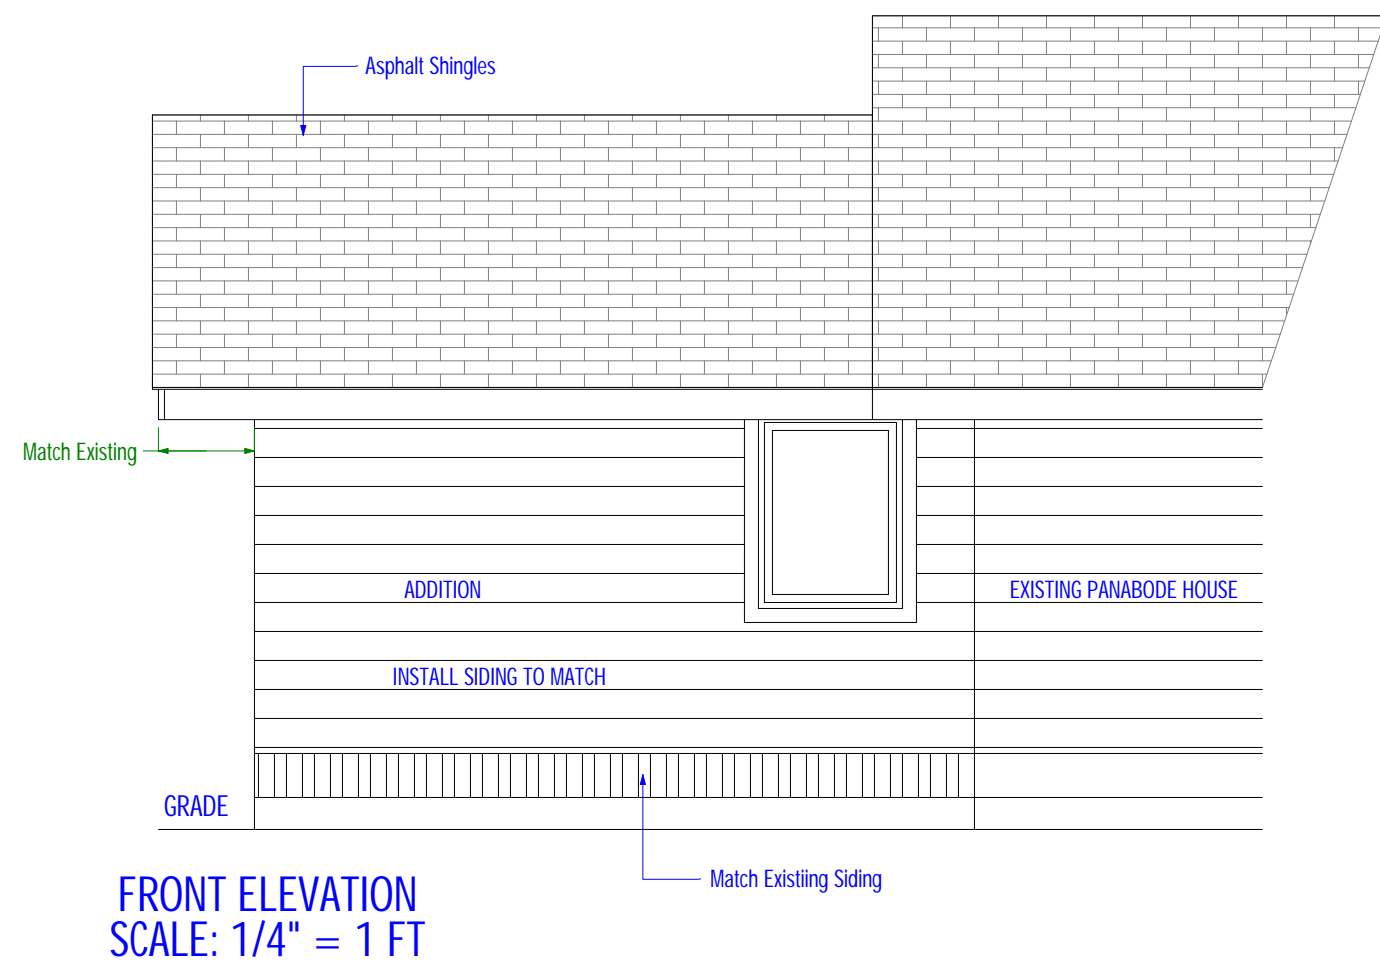 Asphalt Shingles
Match Existing
ADDITION
EXISTING PANABODE HOUSE
INSTALL SIDING TO MATCH
GRADE
Match Existiing Siding
FRONT ELEVATION
SCALE: 1/4" = 1 FT